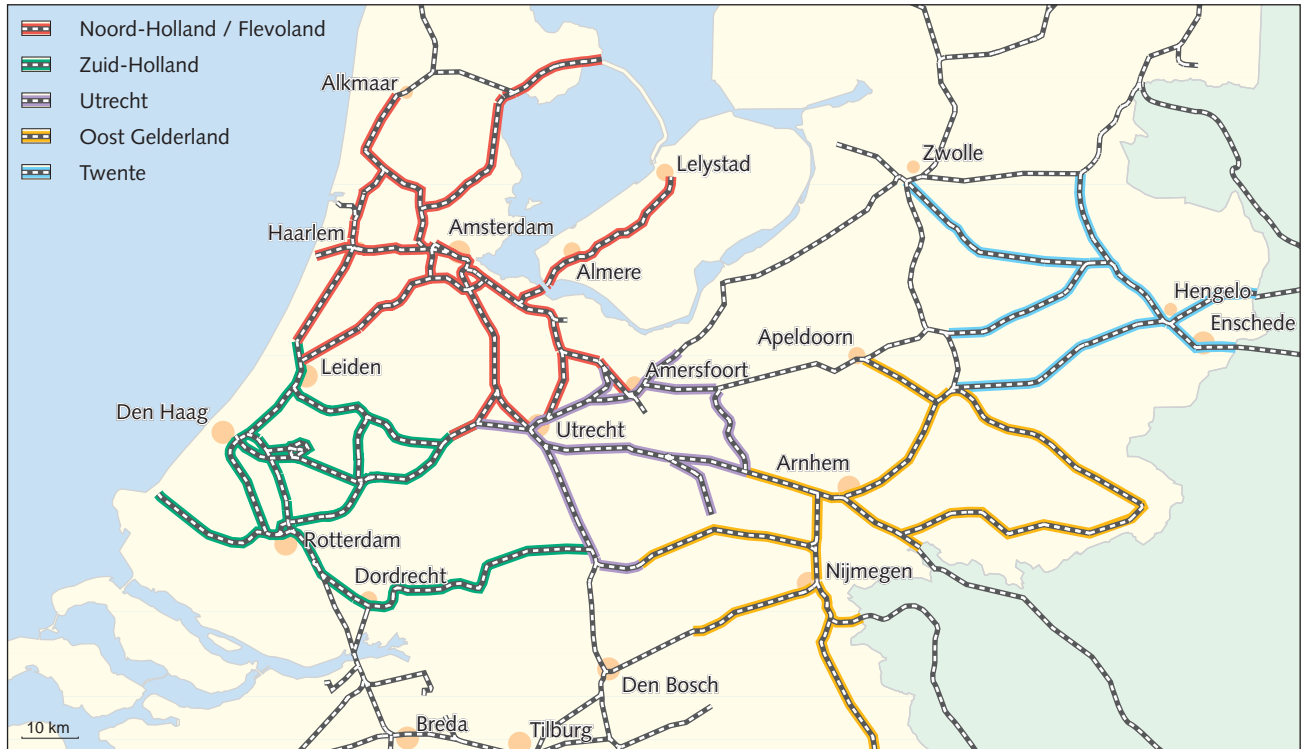 Noord-Holland / Flevoland
Zuid-Holland
Utrecht
Oost Gelderland
Twente
Alkmaar
Zwolle
Lelystad
Haarlem
Amsterdam
Almere
Hengelo
Enschede
Apeldoorn
Leiden
Amersfoort
Den Haag
Utrecht
Arnhem
Rotterdam
Dordrecht
Nijmegen
Den Bosch
Breda
Tilburg
10 km